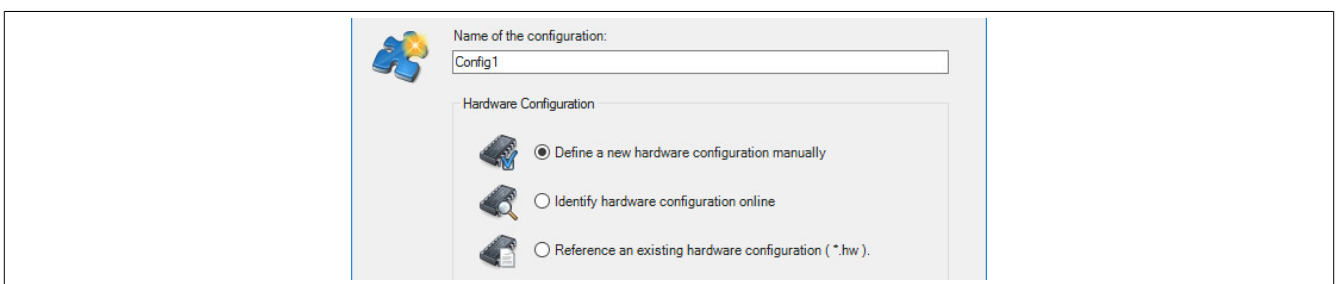 Name of the configuration:
Config1
Hardware Configuration
Define a new hardware configuration manually
Identify hardware configuration online
Reference an existing hardware configuration ( *.hw ).